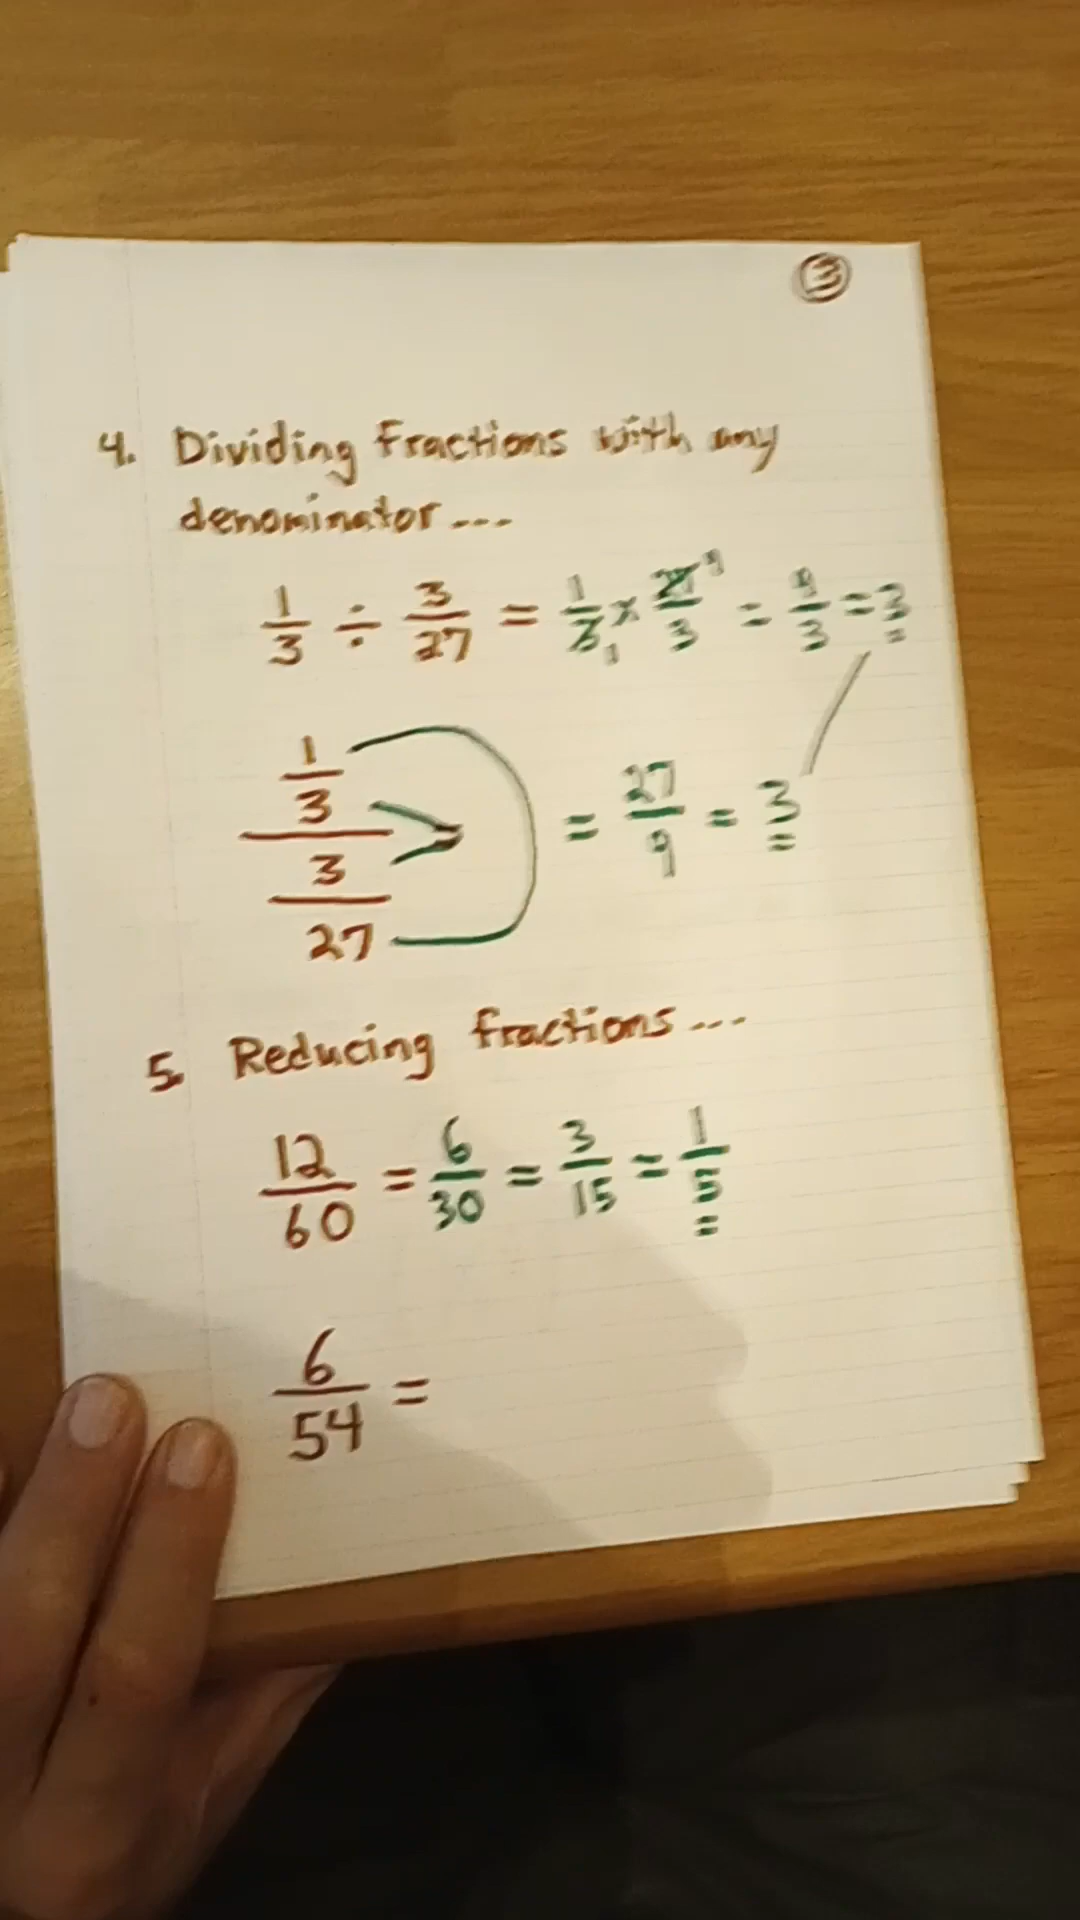 3
4. Dividing fractions with any
denominator ...
1/3 ÷ 3/27 = 1/3 1 × 27/3 9 = 9/3 = 3
1/3 / 3/27 = 27/9 = 3
5. Reducing fractions ...
12/60 = 6/30 = 3/15 = 1/5
6/54 =